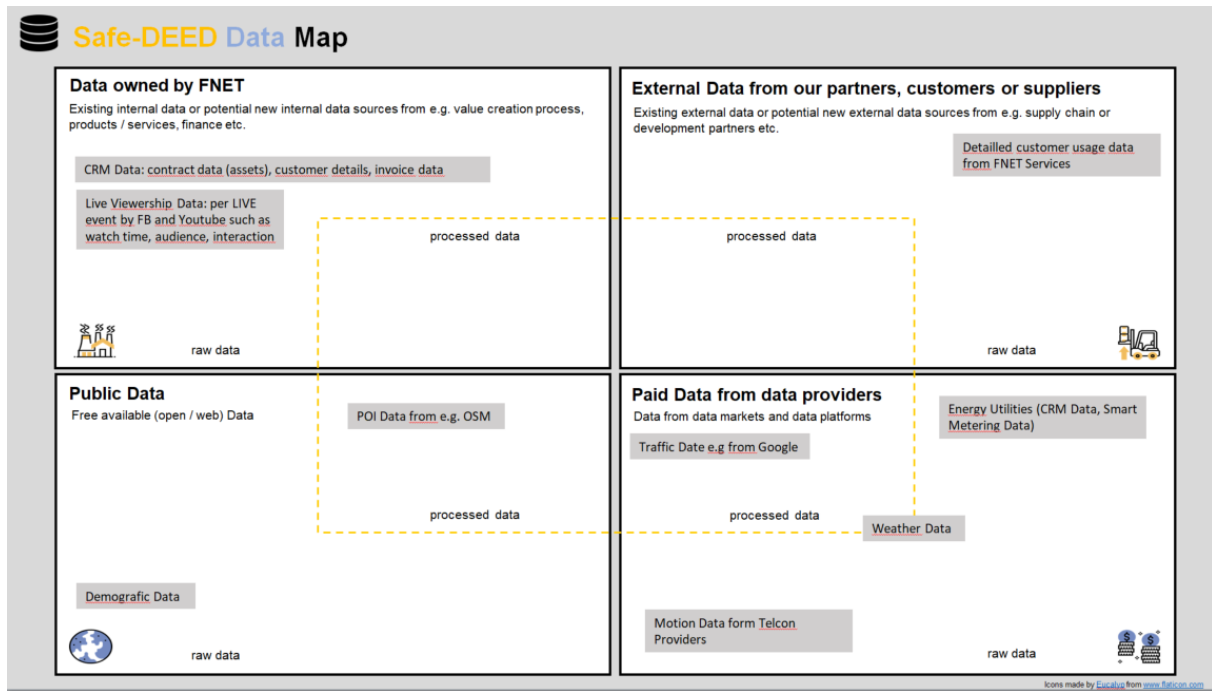 Safe-DEED Data Map
Data owned by FNET
Existing internal data or potential new internal data sources from e.g. value creation process,
products / services, finance etc.
CRM Data: contract data (assets), customer details, invoice data
Live Viewership Data: per LIVE
event by FB and Youtube such as
watch time, audience, interaction
processed data
raw data
External Data from our partners, customers or suppliers
Existing external data or potential new external data sources from e.g. supply chain or
development partners etc.
Detailled customer usage data
from FNET Services
processed data
raw data
Public Data
Free available (open / web) Data
POI Data from e.g. OSM
processed data
Demografic Data
raw data
Paid Data from data providers
Data from data markets and data platforms
Energy Utilities (CRM Data, Smart
Metering Data)
Traffic Date e.g from Google
processed data
Weather Data
Motion Data form Telcon
Providers
raw data
Icons made by Eucalyp from www.flaticon.com